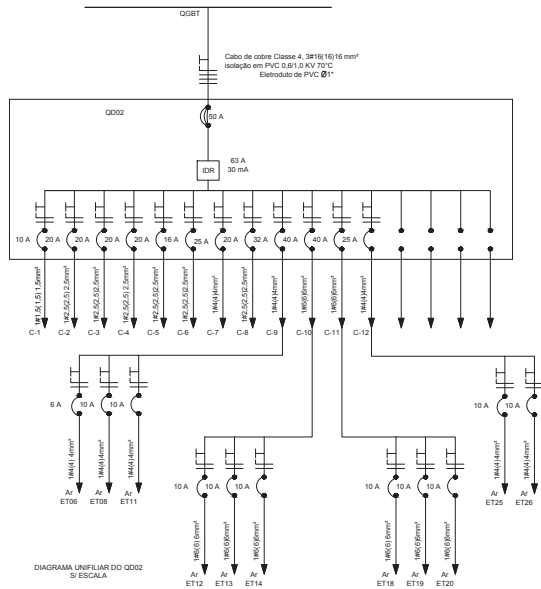 QGBT
Cabo de cobre Classe 4, 3#16(16)16 mm²
isolação em PVC 0,6/1,0 KV 70°C
Eletroduto de PVC Ø1"
QD02
50 A
IDR
63 A
30 mA
10 A
20 A
20 A
20 A
20 A
16 A
25 A
20 A
32 A
40 A
40 A
25 A
1#1,5(1,5) 1,5mm²
1#2,5(2,5) 2,5mm²
1#2,5(2,5)2,5mm²
1#2,5(2,5) 2,5mm²
1#2,5(2,5)2,5mm²
1#2,5(2,5)2,5mm²
1#4(4)4mm²
1#2,5(2,5)2,5mm²
1#4(4)4mm²
1#6(6)6mm²
1#6(6)6mm²
1#4(4)4mm²
C-1
C-2
C-3
C-4
C-5
C-6
C-7
C-8
C-9
C-10
C-11
C-12
6 A
10 A
10 A
10 A
10 A
1#4(4) 4mm²
1#4(4)4mm²
1#4(4)4mm²
1#4(4)4mm²
1#4(4)4mm²
Ar
ET06
Ar
ET08
Ar
ET11
Ar
ET25
Ar
ET26
10 A
10 A
10 A
10 A
10 A
10 A
1#6(6) 6mm²
1#6(6)6mm²
1#6(6)6mm²
1#6(6) 6mm²
1#6(6)6mm²
1#6(6)6mm²
Ar
ET12
Ar
ET13
Ar
ET14
Ar
ET18
Ar
ET19
Ar
ET20
DIAGRAMA UNIFILIAR DO QD02
S/ ESCALA